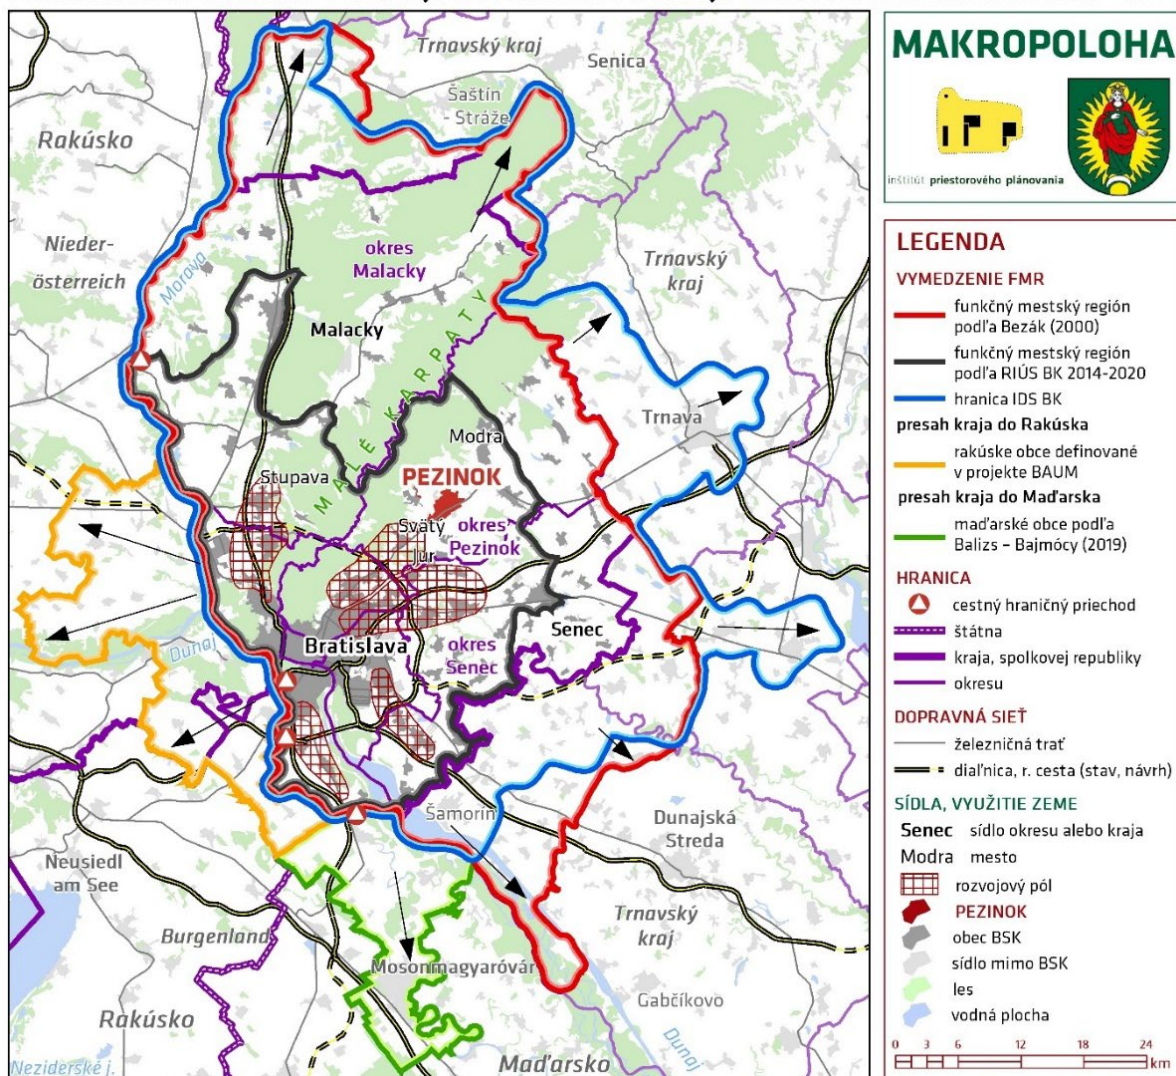 Trnavský kraj
Senica
Šaštín
- Stráže
Rakúsko
okres
Malacky
Trnavský
kraj
Nieder-
österreich
Morava
Malacky
MALÉ KARPATY
Trnava
Modra
Stupava
PEZINOK
Svätý
Jur
okres
Pezinok
Senec
Bratislava
okres
Senec
Dunaj
Šamorín
Dunajská
Streda
Neusiedl
am See
Trnavský
kraj
Burgenland
Mosonmagyaróvár
Gabčíkovo
Rakúsko
Dunaj
Neziderské j.
Maďarsko
MAKROPOLOHA
inštitút priestorového plánovania
LEGENDA
VYMEDZENIE FMR
funkčný mestský región
podľa Bezák (2000)
funkčný mestský región
podľa RIÚS BK 2014-2020
hranica IDS BK
presah kraja do Rakúska
rakúske obce definované
v projekte BAUM
presah kraja do Maďarska
maďarské obce podľa
Balizs – Bajmócy (2019)
HRANICA
cestný hraničný priechod
štátna
kraja, spolkovej republiky
okresu
DOPRAVNÁ SIEŤ
železničná trať
diaľnica, r. cesta (stav, návrh)
SÍDLA, VYUŽITIE ZEME
Senec sídlo okresu alebo kraja
Modra mesto
rozvojový pól
PEZINOK
obec BSK
sídlo mimo BSK
les
vodná plocha
0 3 6 12 18 24
km